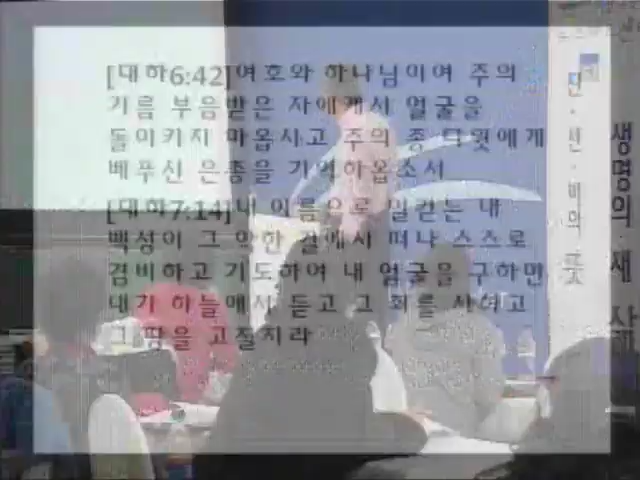 [대하6:42]여호와 하나님이여 주의
기름 부음받은 자에게서 얼굴을
돌이키지 마옵시고 주의 종 다윗에게
베푸신 은총을 기억하옵소서
[대하7:14]내 이름으로 일컫는 내
백성이 그 악한 길에서 떠나 스스로
겸비하고 기도하여 내 얼굴을 구하면
내가 하늘에서 듣고 그 죄를 사하고
그 땅을 고칠지라
생명의 새 사